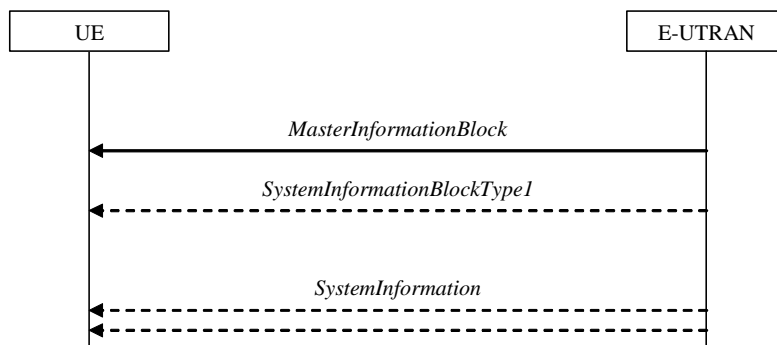 UE
E-UTRAN
MasterInformationBlock
SystemInformationBlockType1
SystemInformation